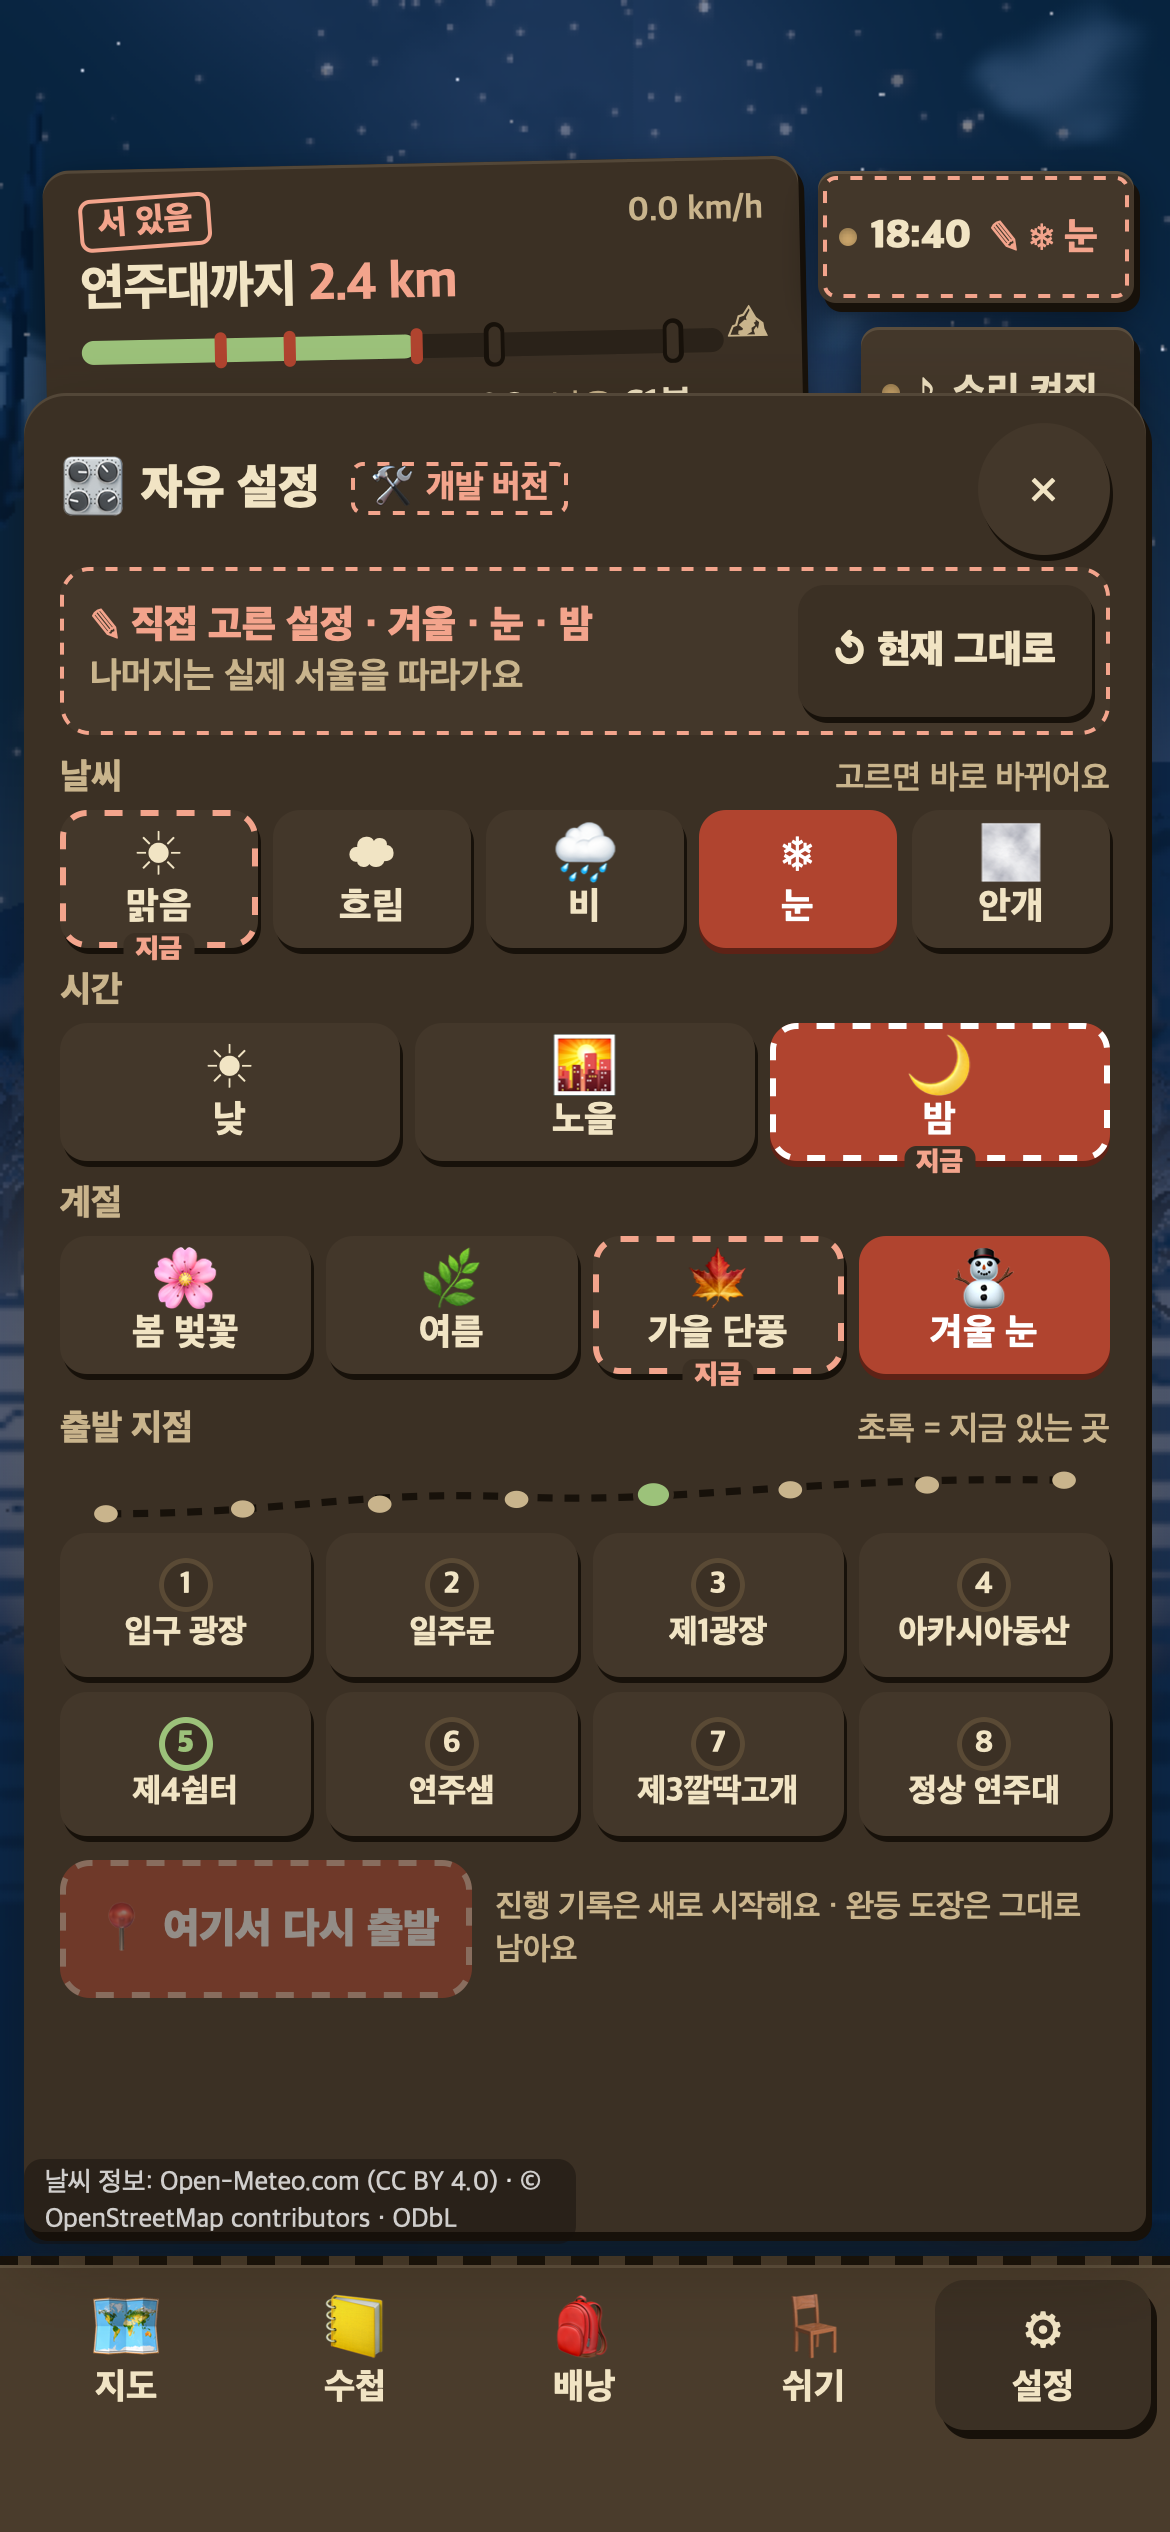 서 있음
0.0 km/h
18:40 ✎ ❄ 눈
연주대까지 2.4 km
♪ 소리 켜짐
자유 설정
개발 버전
×
✎ 직접 고른 설정 · 겨울 · 눈 · 밤
나머지는 실제 서울을 따라가요
현재 그대로
날씨
고르면 바로 바뀌어요
맑음
흐림
비
눈
안개
지금
시간
낮
노을
밤
지금
계절
봄 벚꽃
여름
가을 단풍
겨울 눈
지금
출발 지점
초록 = 지금 있는 곳
1
2
3
4
입구 광장
일주문
제1광장
아카시아동산
5
6
7
8
제4쉼터
연주샘
제3깔딱고개
정상 연주대
여기서 다시 출발
진행 기록은 새로 시작해요 · 완등 도장은 그대로
남아요
날씨 정보: Open-Meteo.com (CC BY 4.0) · ©
OpenStreetMap contributors · ODbL
지도
수첩
배낭
쉬기
설정